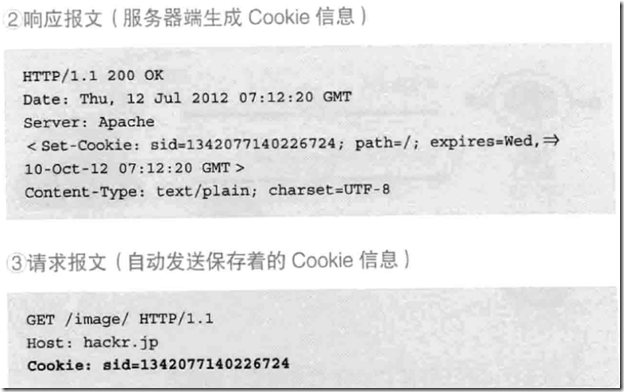 ②响应报文（服务器端生成 Cookie 信息）
HTTP/1.1 200 OK
Date: Thu, 12 Jul 2012 07:12:20 GMT
Server: Apache
<Set-Cookie: sid=1342077140226724; path=/; expires=Wed,⇒
10-Oct-12 07:12:20 GMT>
Content-Type: text/plain; charset=UTF-8
③请求报文（自动发送保存着的 Cookie 信息）
GET /image/ HTTP/1.1
Host: hackr.jp
Cookie: sid=1342077140226724